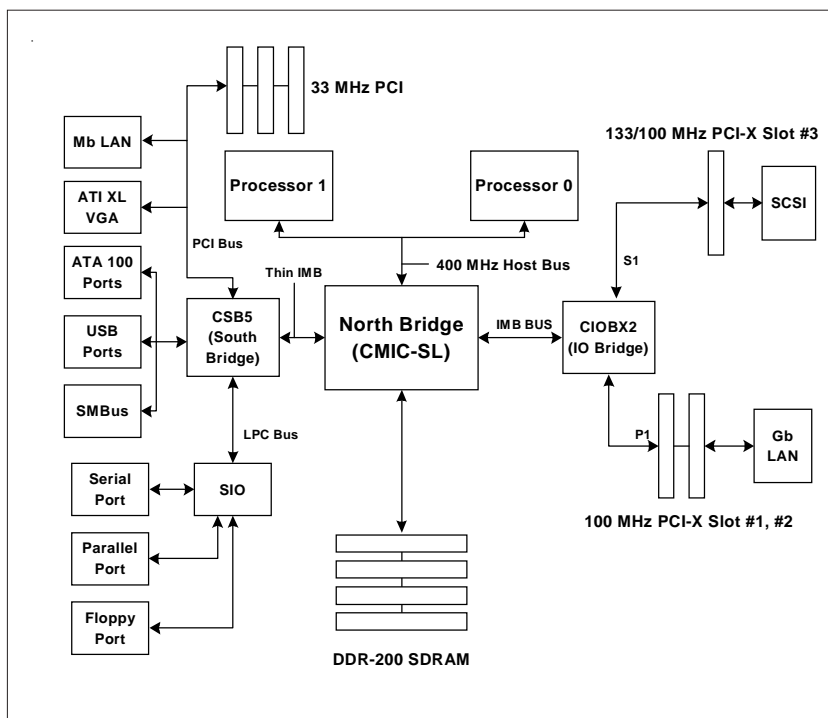 33 MHz PCI
Mb LAN
133/100 MHz PCI-X Slot #3
Processor 1
Processor 0
SCSI
ATI XL
VGA
PCI Bus
S1
400 MHz Host Bus
ATA 100
Ports
Thin IMB
CSB5
(South
Bridge)
North Bridge
(CMIC-SL)
IMB BUS
CIOBX2
(IO Bridge)
USB
Ports
SMBus
LPC Bus
P1
Gb
LAN
Serial
Port
SIO
100 MHz PCI-X Slot #1, #2
Parallel
Port
Floppy
Port
DDR-200 SDRAM